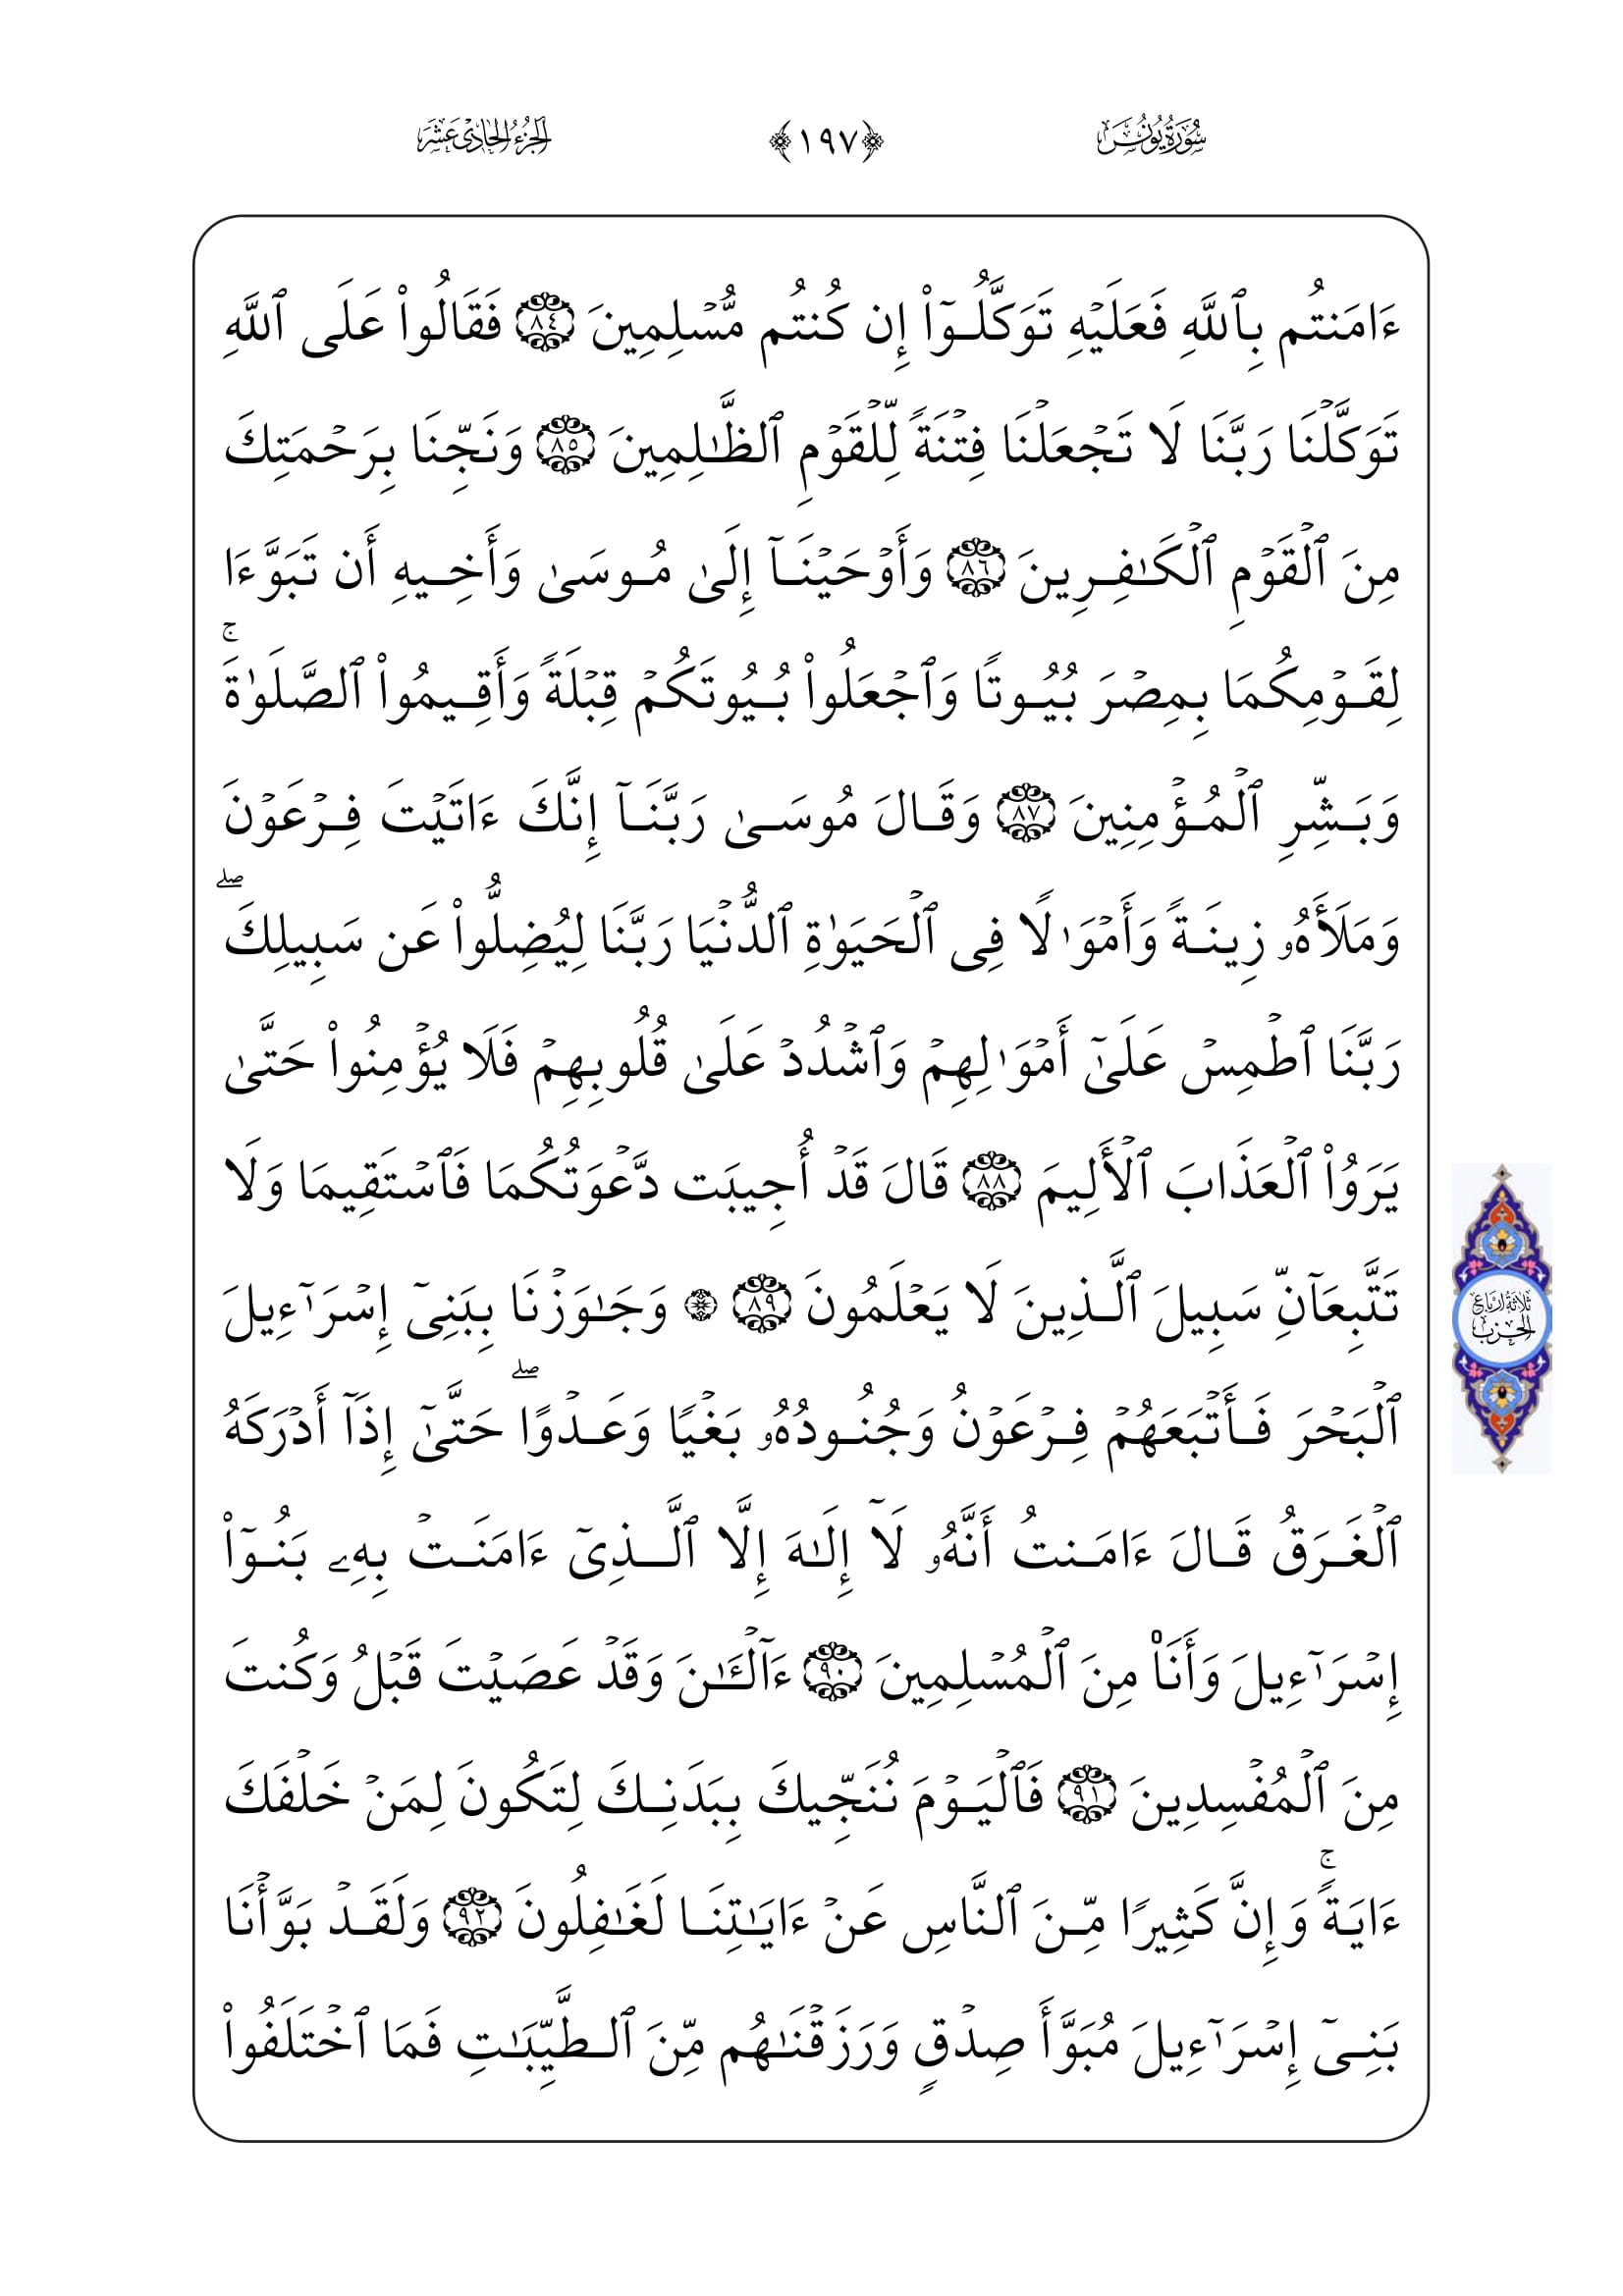 سُورَةُ يُونُسَ ﴿١٩٧﴾ الجُزْءُ الحَادِي عَشَرَ
ءَامَنتُم بِٱللَّهِ فَعَلَيۡهِ تَوَكَّلُوٓاْ إِن كُنتُم مُّسۡلِمِينَ ٨٤ فَقَالُواْ عَلَى ٱللَّهِ
تَوَكَّلۡنَا رَبَّنَا لَا تَجۡعَلۡنَا فِتۡنَةٗ لِّلۡقَوۡمِ ٱلظَّٰلِمِينَ ٨٥ وَنَجِّنَا بِرَحۡمَتِكَ
مِنَ ٱلۡقَوۡمِ ٱلۡكَٰفِرِينَ ٨٦ وَأَوۡحَيۡنَآ إِلَىٰ مُوسَىٰ وَأَخِيهِ أَن تَبَوَّءَا
لِقَوۡمِكُمَا بِمِصۡرَ بُيُوتٗا وَٱجۡعَلُواْ بُيُوتَكُمۡ قِبۡلَةٗ وَأَقِيمُواْ ٱلصَّلَوٰةَۚ
وَبَشِّرِ ٱلۡمُؤۡمِنِينَ ٨٧ وَقَالَ مُوسَىٰ رَبَّنَآ إِنَّكَ ءَاتَيۡتَ فِرۡعَوۡنَ
وَمَلَأَهُۥ زِينَةٗ وَأَمۡوَٰلٗا فِي ٱلۡحَيَوٰةِ ٱلدُّنۡيَا رَبَّنَا لِيُضِلُّواْ عَن سَبِيلِكَۖ
رَبَّنَا ٱطۡمِسۡ عَلَىٰٓ أَمۡوَٰلِهِمۡ وَٱشۡدُدۡ عَلَىٰ قُلُوبِهِمۡ فَلَا يُؤۡمِنُواْ حَتَّىٰ
يَرَوُاْ ٱلۡعَذَابَ ٱلۡأَلِيمَ ٨٨ قَالَ قَدۡ أُجِيبَت دَّعۡوَتُكُمَا فَٱسۡتَقِيمَا وَلَا
تَتَّبِعَآنِّ سَبِيلَ ٱلَّذِينَ لَا يَعۡلَمُونَ ٨٩ ۞ وَجَٰوَزۡنَا بِبَنِيٓ إِسۡرَٰٓءِيلَ
ثلاثة أرباع
الحزب
ٱلۡبَحۡرَ فَأَتۡبَعَهُمۡ فِرۡعَوۡنُ وَجُنُودُهُۥ بَغۡيٗا وَعَدۡوًاۖ حَتَّىٰٓ إِذَآ أَدۡرَكَهُ
ٱلۡغَرَقُ قَالَ ءَامَنتُ أَنَّهُۥ لَآ إِلَٰهَ إِلَّا ٱلَّذِيٓ ءَامَنَتۡ بِهِۦ بَنُوٓاْ
إِسۡرَٰٓءِيلَ وَأَنَا۠ مِنَ ٱلۡمُسۡلِمِينَ ٩٠ ءَآلۡـَٰٔنَ وَقَدۡ عَصَيۡتَ قَبۡلُ وَكُنتَ
مِنَ ٱلۡمُفۡسِدِينَ ٩١ فَٱلۡيَوۡمَ نُنَجِّيكَ بِبَدَنِكَ لِتَكُونَ لِمَنۡ خَلۡفَكَ
ءَايَةٗۚ وَإِنَّ كَثِيرٗا مِّنَ ٱلنَّاسِ عَنۡ ءَايَٰتِنَا لَغَٰفِلُونَ ٩٢ وَلَقَدۡ بَوَّأۡنَا
بَنِيٓ إِسۡرَٰٓءِيلَ مُبَوَّأَ صِدۡقٖ وَرَزَقۡنَٰهُم مِّنَ ٱلطَّيِّبَٰتِ فَمَا ٱخۡتَلَفُواْ